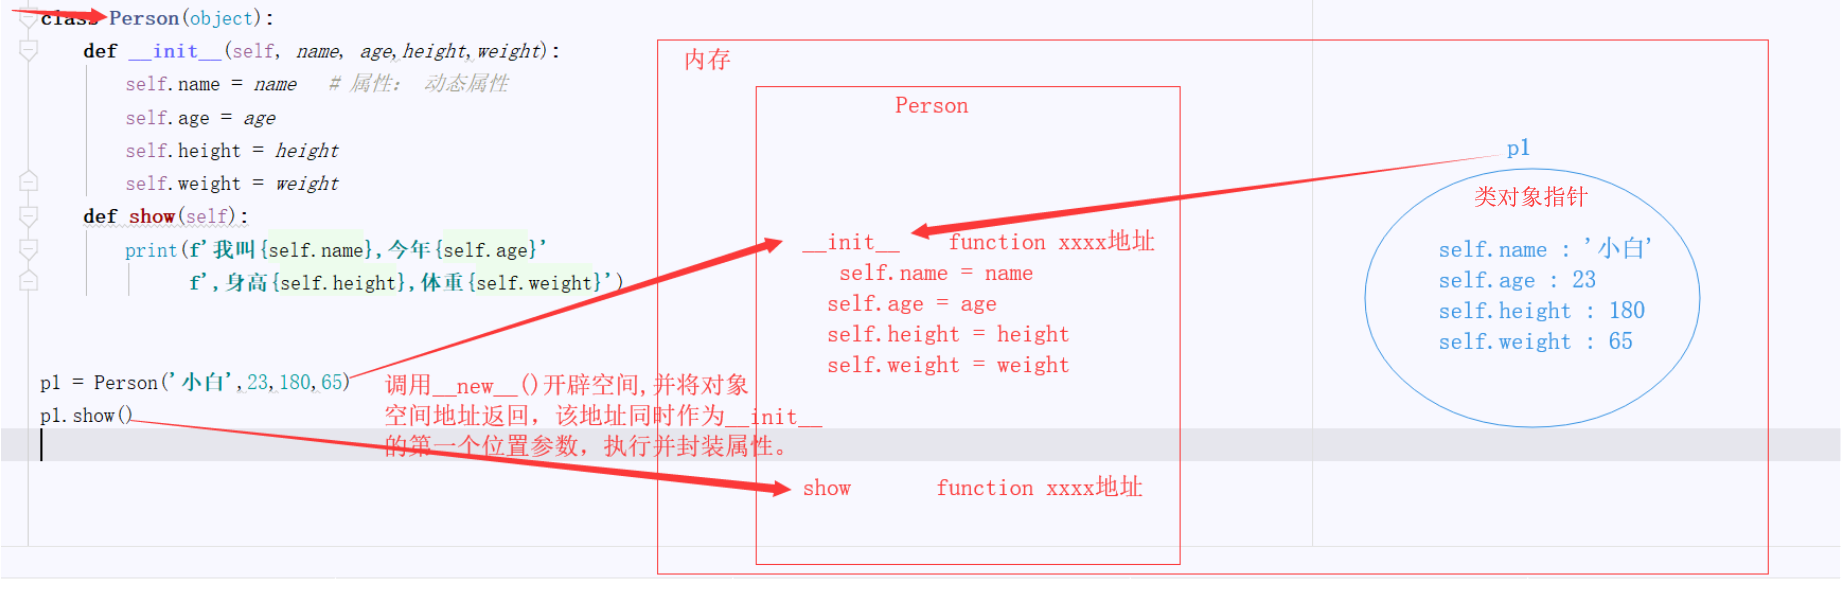 class Person(object):
def __init__(self, name, age,height,weight):
self.name = name # 属性： 动态属性
self.age = age
self.height = height
self.weight = weight
def show(self):
print(f'我叫{self.name},今年{self.age}'
f',身高{self.height},体重{self.weight}')
p1 = Person('小白',23,180,65)
p1.show()
调用__new__()开辟空间,并将对象
空间地址返回，该地址同时作为__init__
的第一个位置参数，执行并封装属性。
内存
Person
__init__ function xxxx地址
self.name = name
self.age = age
self.height = height
self.weight = weight
show function xxxx地址
p1
类对象指针
self.name : '小白'
self.age : 23
self.height : 180
self.weight : 65